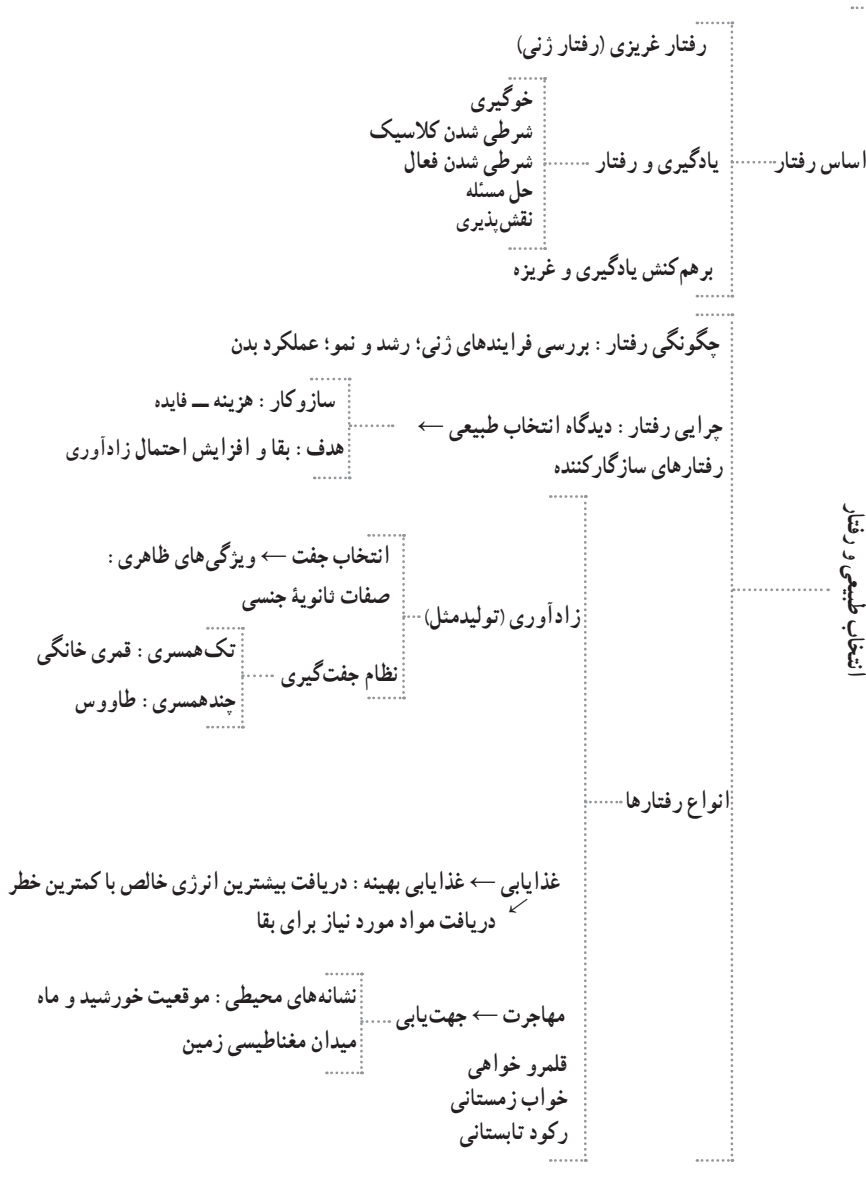 رفتار غریزی (رفتار ژنی)
اساس رفتار
یادگیری و رفتار
خوگیری
شرطی شدن کلاسیک
شرطی شدن فعال
حل مسئله
نقش‌پذیری
برهم‌کنش یادگیری و غریزه
انتخاب طبیعی و رفتار
چگونگی رفتار : بررسی فرایندهای ژنی؛ رشد و نمو؛ عملکرد بدن
چرایی رفتار : دیدگاه انتخاب طبیعی ←
رفتارهای سازگارکننده
سازوکار : هزینه ــ فایده
هدف : بقا و افزایش احتمال زادآوری
انواع رفتارها
زادآوری (تولیدمثل)
انتخاب جفت ← ویژگی‌های ظاهری :
صفات ثانویهٔ جنسی
نظام جفت‌گیری
تک‌همسری : قمری خانگی
چندهمسری : طاووس
غذایابی ← غذایابی بهینه : دریافت بیشترین انرژی خالص با کمترین خطر
↙ دریافت مواد مورد نیاز برای بقا
مهاجرت ← جهت‌یابی
نشانه‌های محیطی : موقعیت خورشید و ماه
میدان مغناطیسی زمین
قلمرو خواهی
خواب زمستانی
رکود تابستانی